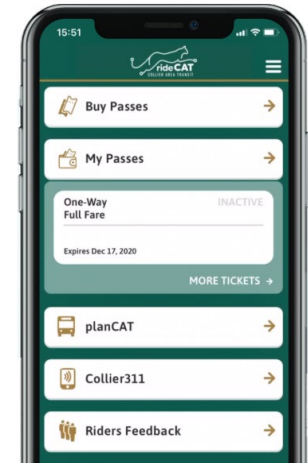 15:51
rideCAT
COLLIER AREA TRANSIT
Buy Passes
My Passes
One-Way INACTIVE
Full Fare
Expires Dec 17, 2020
MORE TICKETS
planCAT
Collier311
Riders Feedback